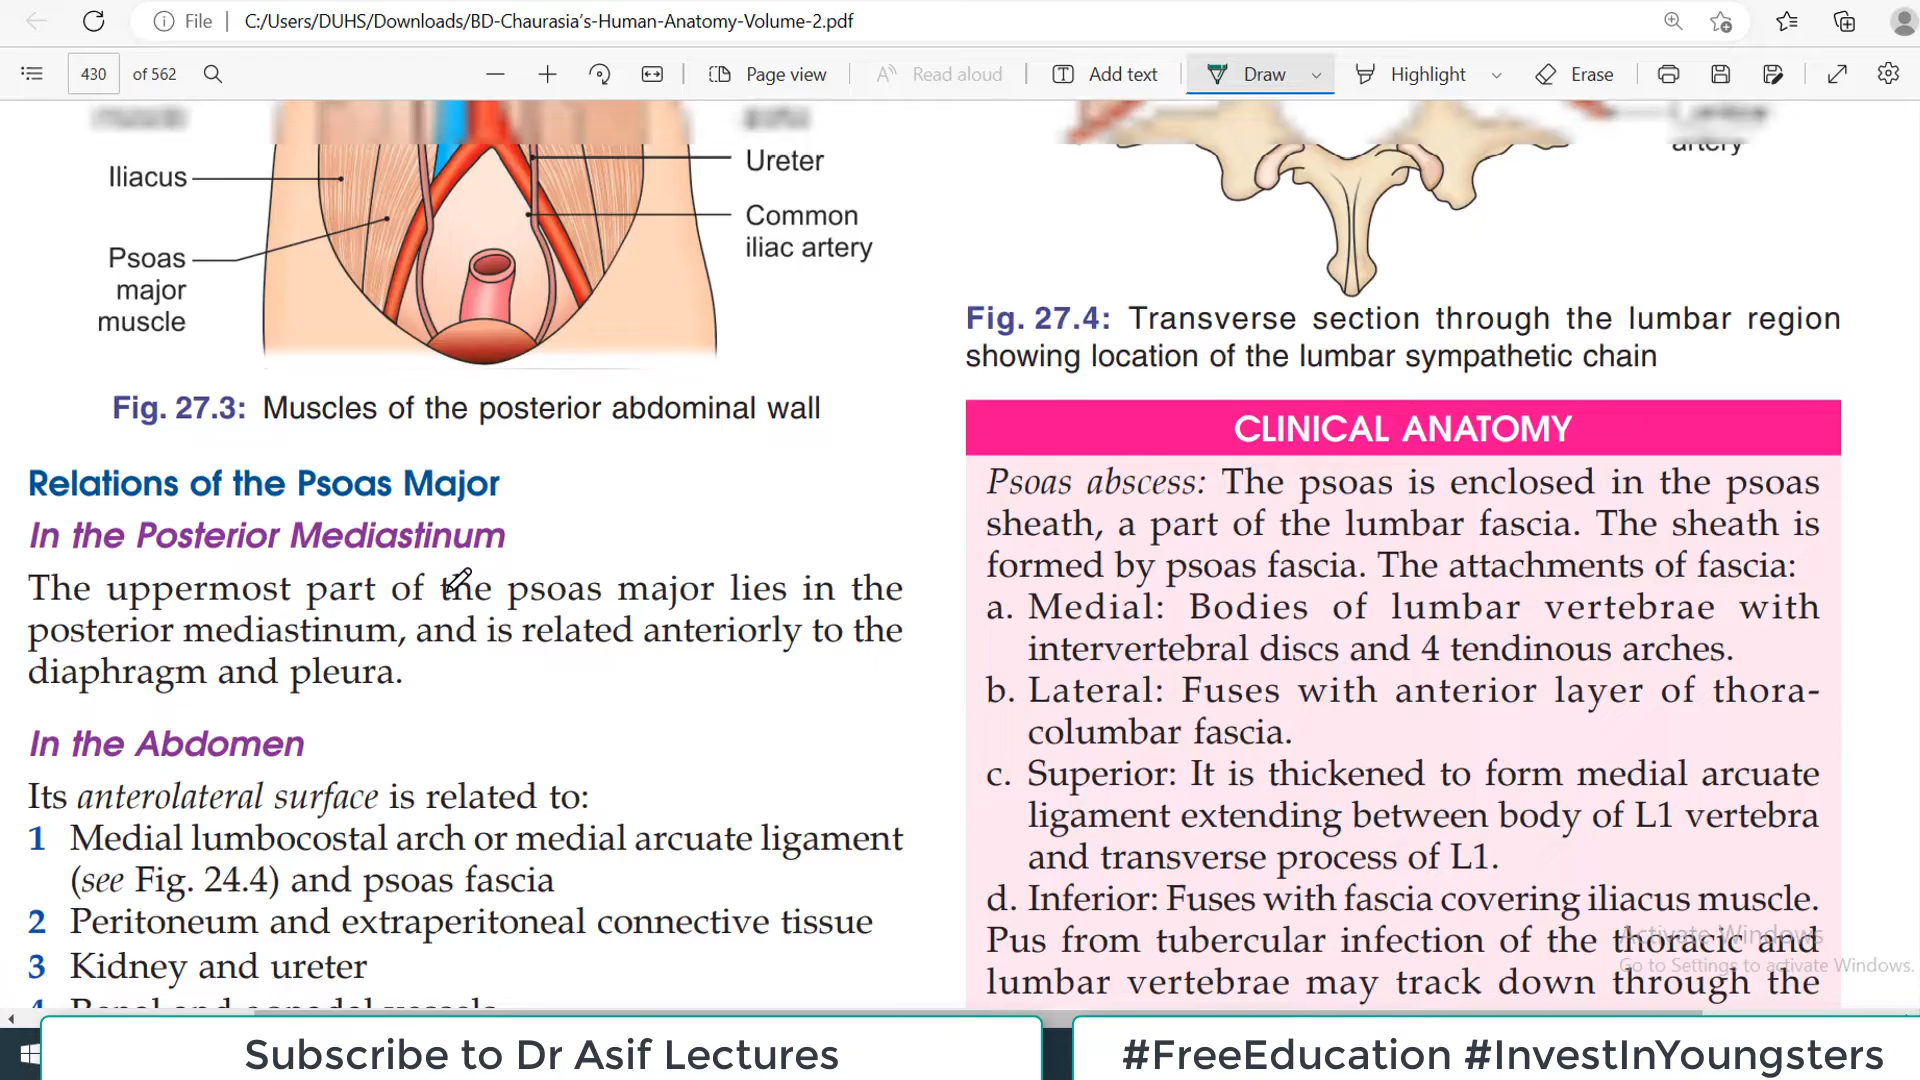 File
C:/Users/DUHS/Downloads/BD-Chaurasia's-Human-Anatomy-Volume-2.pdf
430 of 562
Page view
Read aloud
Add text
Draw
Highlight
Erase
Iliacus
Psoas
major
muscle
Ureter
Common
iliac artery
Fig. 27.3: Muscles of the posterior abdominal wall
Relations of the Psoas Major
In the Posterior Mediastinum
The uppermost part of the psoas major lies in the
posterior mediastinum, and is related anteriorly to the
diaphragm and pleura.
In the Abdomen
Its anterolateral surface is related to:
1 Medial lumbocostal arch or medial arcuate ligament
(see Fig. 24.4) and psoas fascia
2 Peritoneum and extraperitoneal connective tissue
3 Kidney and ureter
4 Renal and gonadal vessels
artery
Fig. 27.4: Transverse section through the lumbar region
showing location of the lumbar sympathetic chain
CLINICAL ANATOMY
Psoas abscess: The psoas is enclosed in the psoas
sheath, a part of the lumbar fascia. The sheath is
formed by psoas fascia. The attachments of fascia:
a. Medial: Bodies of lumbar vertebrae with
intervertebral discs and 4 tendinous arches.
b. Lateral: Fuses with anterior layer of thora-
columbar fascia.
c. Superior: It is thickened to form medial arcuate
ligament extending between body of L1 vertebra
and transverse process of L1.
d. Inferior: Fuses with fascia covering iliacus muscle.
Pus from tubercular infection of the thoracic and
lumbar vertebrae may track down through the
Activate Windows
Go to Settings to activate Windows.
Subscribe to Dr Asif Lectures
#FreeEducation #InvestInYoungsters